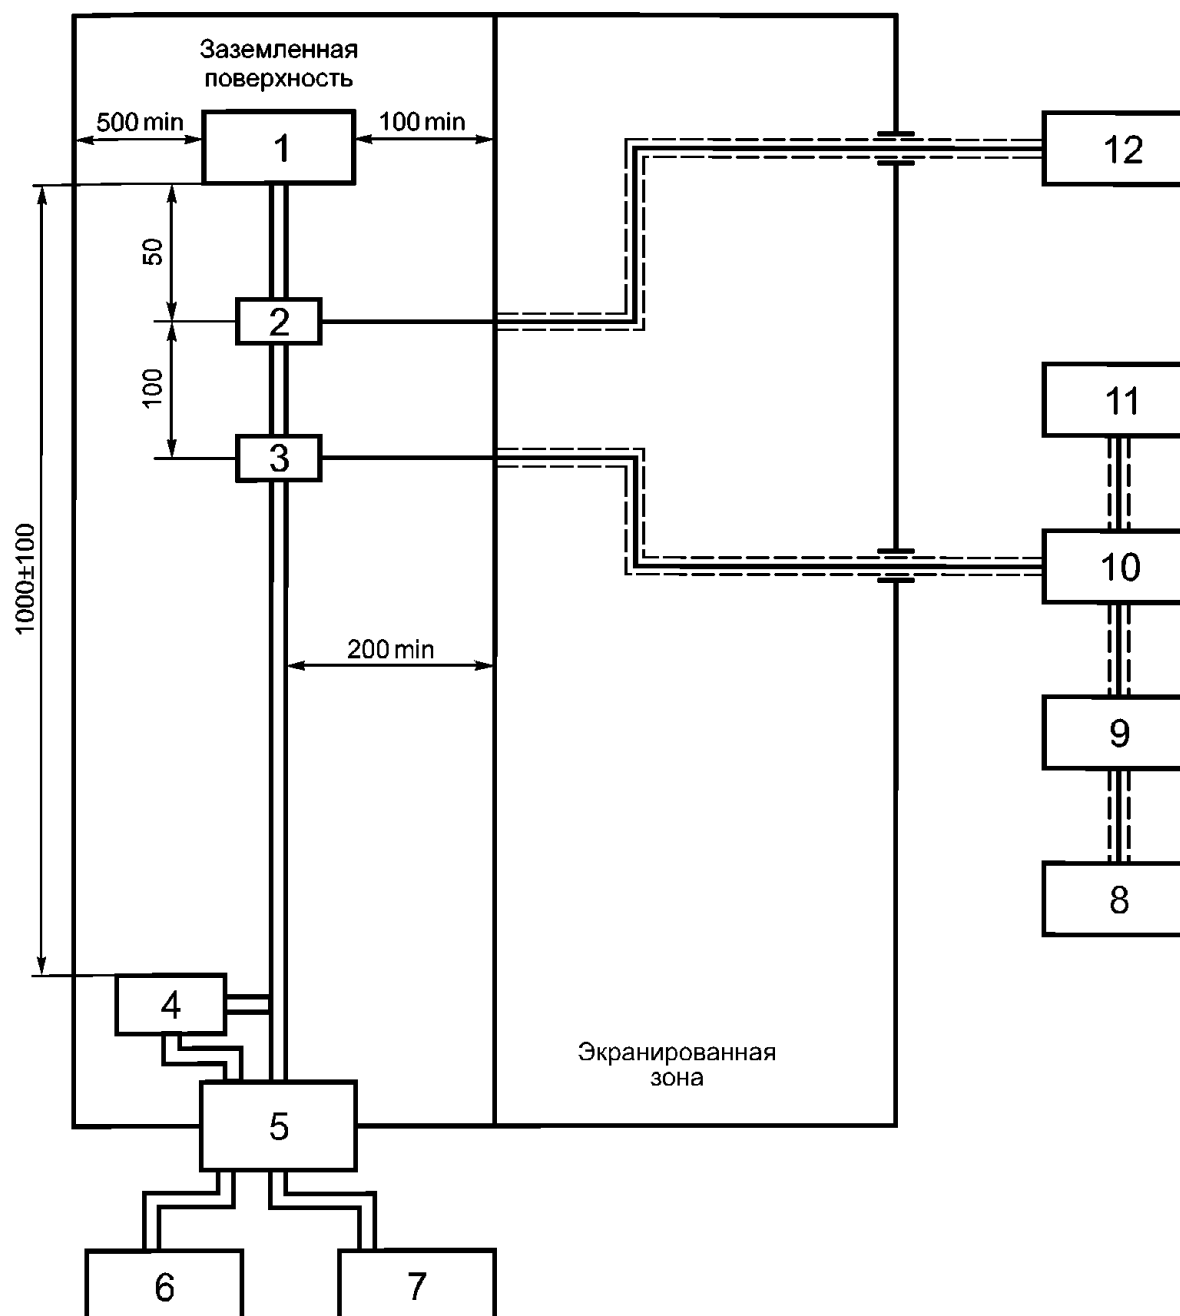 Заземленная
поверхность
500 min
1
100 min
12
50
2
100
11
3
1000±100
10
200 min
9
8
4
Экранированная
зона
5
6
7